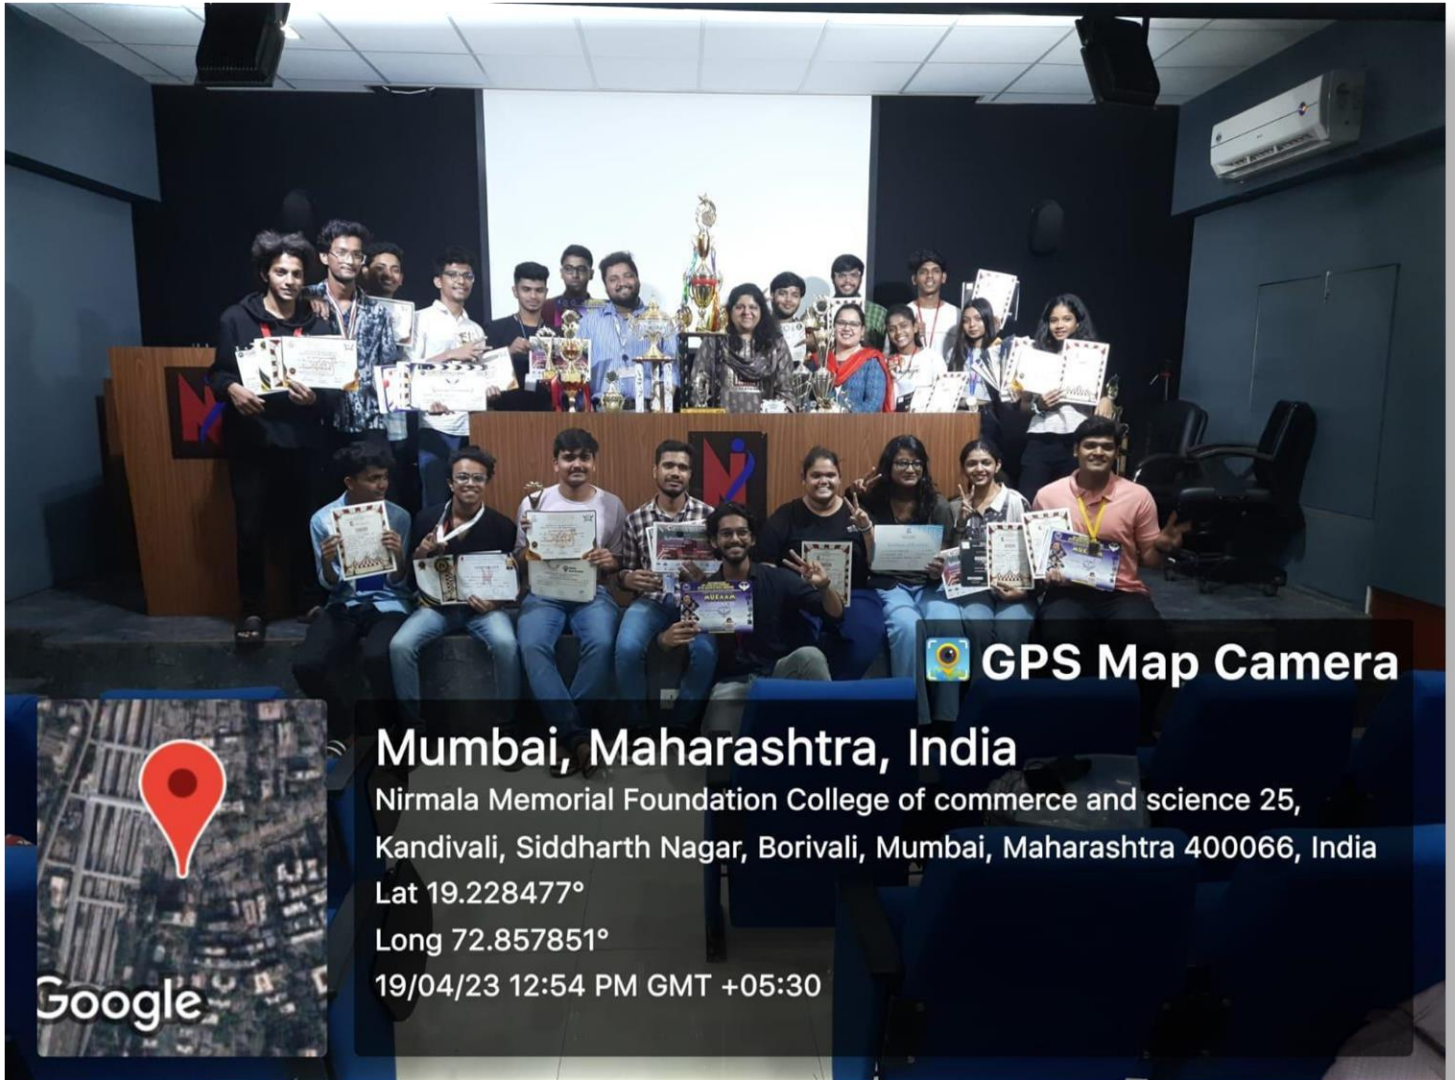 GPS Map Camera
Mumbai, Maharashtra, India
Nirmala Memorial Foundation College of commerce and science 25,
Kandivali, Siddharth Nagar, Borivali, Mumbai, Maharashtra 400066, India
Lat 19.228477°
Long 72.857851°
19/04/23 12:54 PM GMT +05:30
Google
MUKAAM